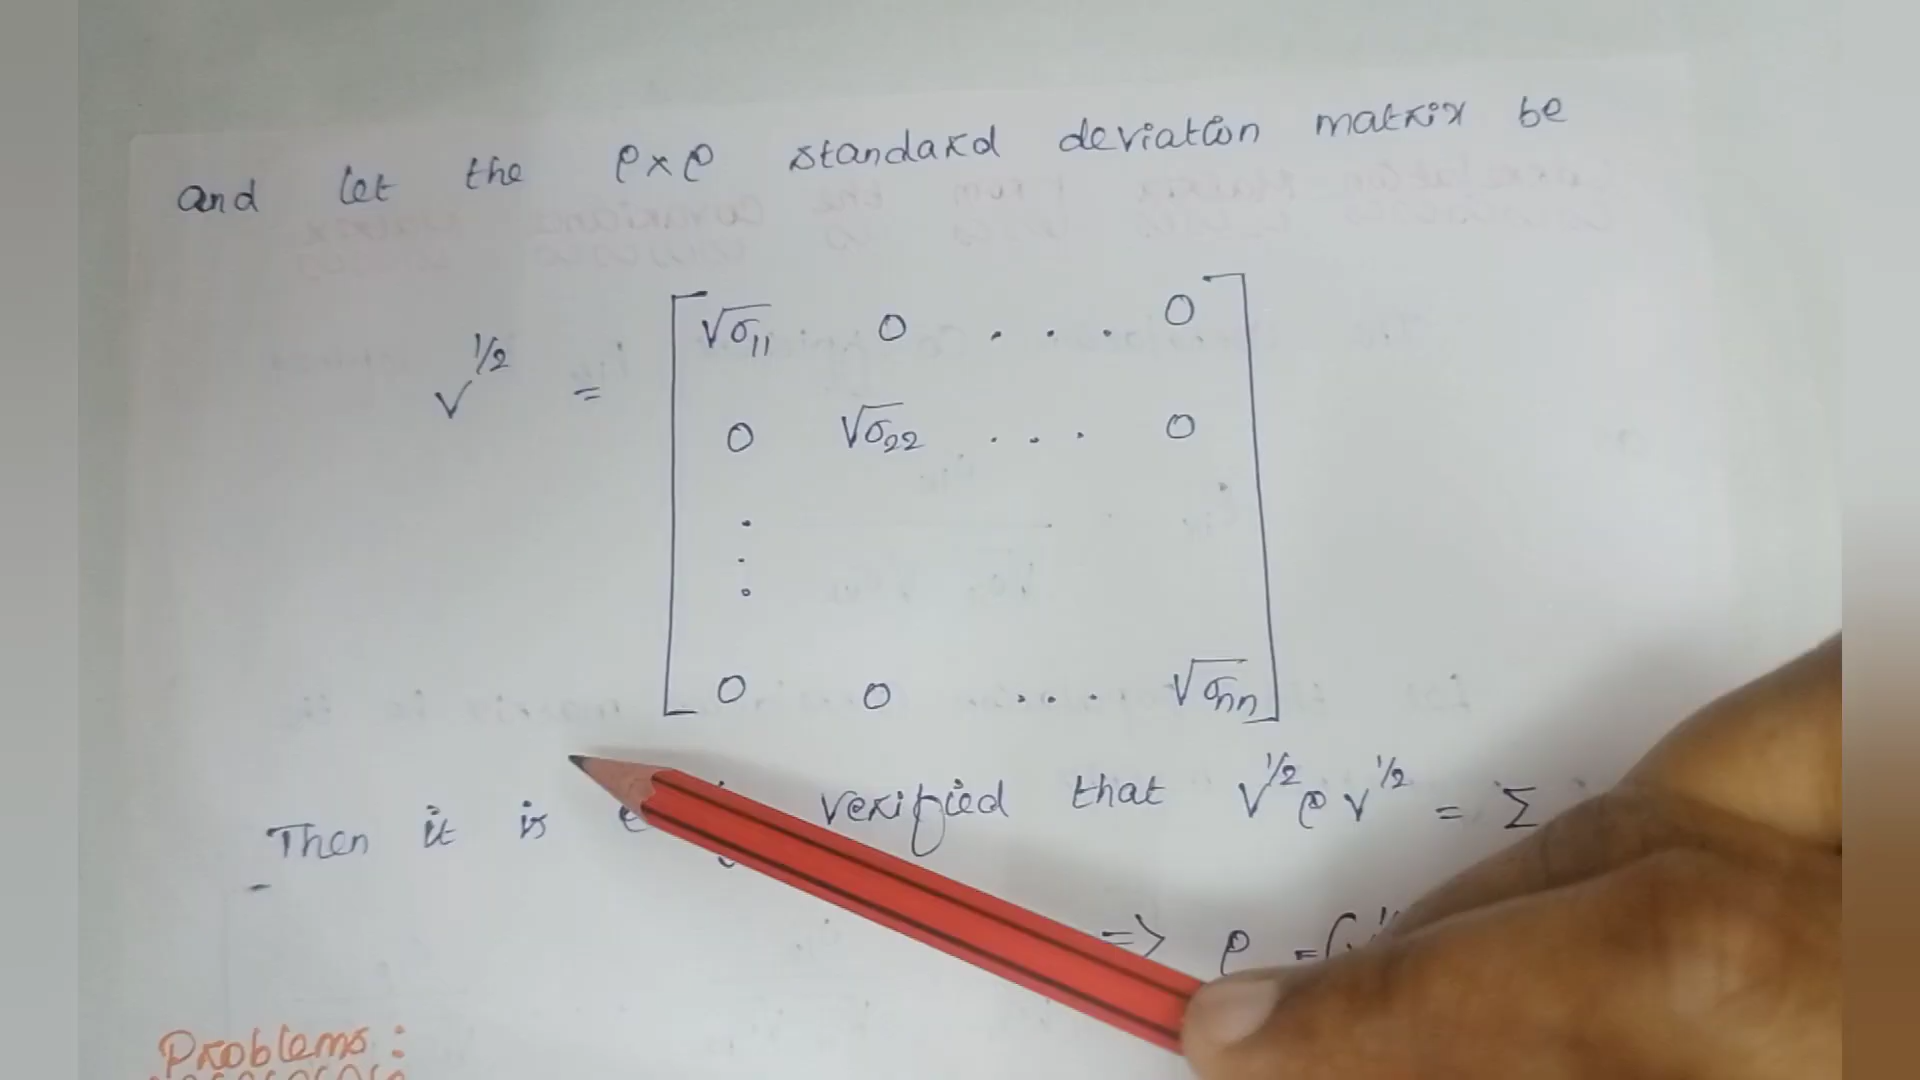 and let the ρ×ρ standard deviation matrix be
V^1/2 = [ √σ11 0 . . . 0
0 √σ22 . . . 0
.
.
.
0 0 ... √σnn ]
Then it is verified that V^1/2 ρ V^1/2 = Σ
=> ρ = (
Problems: